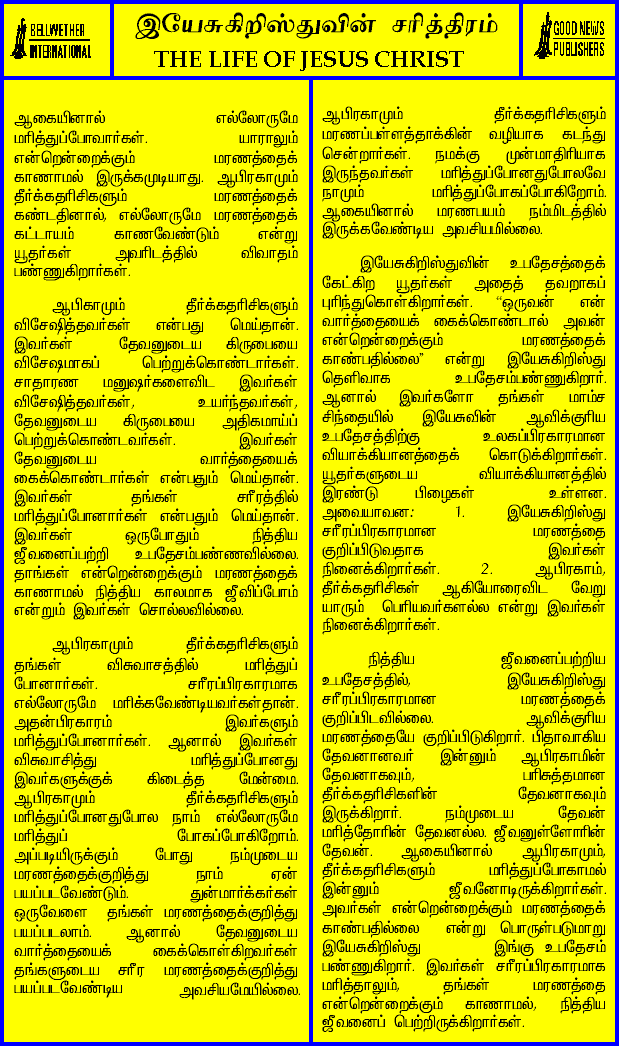 BELLWETHER
INTERNATIONAL
இயேசுகிறிஸ்துவின் சரித்திரம்
THE LIFE OF JESUS CHRIST
GOOD NEWS
PUBLISHERS
ஆகையினால் எல்லோருமே
மரித்துப்போவார்கள். யாராலும்
என்றென்றைக்கும் மரணத்தைக்
காணாமல் இருக்கமுடியாது. ஆபிரகாமும்
தீர்க்கதரிசிகளும் மரணத்தைக்
கண்டதினால், எல்லோருமே மரணத்தைக்
கட்டாயம் காணவேண்டும் என்று
யூதர்கள் அவரிடத்தில் விவாதம்
பண்ணுகிறார்கள்.
ஆபிகாமும் தீர்க்கதரிசிகளும்
விசேஷித்தவர்கள் என்பது மெய்தான்.
இவர்கள் தேவனுடைய கிருபையை
விசேஷமாகப் பெற்றுக்கொண்டார்கள்.
சாதாரண மனுஷர்களைவிட இவர்கள்
விசேஷித்தவர்கள், உயர்ந்தவர்கள்,
தேவனுடைய கிருபையை அதிகமாய்ப்
பெற்றுக்கொண்டவர்கள். இவர்கள்
தேவனுடைய வார்த்தையைக்
கைக்கொண்டார்கள் என்பதும் மெய்தான்.
இவர்கள் தங்கள் சரீரத்தில்
மரித்துப்போனார்கள் என்பதும் மெய்தான்.
இவர்கள் ஒருபோதும் நித்திய
ஜீவனைப்பற்றி உபதேசம்பண்ணவில்லை.
தாங்கள் என்றென்றைக்கும் மரணத்தைக்
காணாமல் நித்திய காலமாக ஜீவிப்போம்
என்றும் இவர்கள் சொல்லவில்லை.
ஆபிரகாமும் தீர்க்கதரிசிகளும்
தங்கள் விசுவாசத்தில் மரித்துப்
போனார்கள். சரீரப்பிரகாரமாக
எல்லோருமே மரிக்கவேண்டியவர்கள்தான்.
அதன்பிரகாரம் இவர்களும்
மரித்துப்போனார்கள். ஆனால் இவர்கள்
விசுவாசித்து மரித்துப்போனது
இவர்களுக்குக் கிடைத்த மேன்மை.
ஆபிரகாமும் தீர்க்கதரிசிகளும்
மரித்துப்போனதுபோல நாம் எல்லோருமே
மரித்துப் போகப்போகிறோம்.
அப்படியிருக்கும் போது நம்முடைய
மரணத்தைக்குறித்து நாம் ஏன்
பயப்படவேண்டும். துன்மார்க்கர்கள்
ஒருவேளை தங்கள் மரணத்தைக்குறித்து
பயப்படலாம். ஆனால் தேவனுடைய
வார்த்தையைக் கைக்கொள்கிறவர்கள்
தங்களுடைய சரீர மரணத்தைக்குறித்து
பயப்படவேண்டிய அவசியமேயில்லை.
ஆபிரகாமும் தீர்க்கதரிசிகளும்
மரணப்பள்ளத்தாக்கின் வழியாக கடந்து
சென்றார்கள். நமக்கு முன்மாதிரியாக
இருந்தவர்கள் மரித்துப்போனதுபோலவே
நாமும் மரித்துப்போகப்போகிறோம்.
ஆகையினால் மரணபயம் நம்மிடத்தில்
இருக்கவேண்டிய அவசியமில்லை.
இயேசுகிறிஸ்துவின் உபதேசத்தைக்
கேட்கிற யூதர்கள் அதைத் தவறாகப்
புரிந்துகொள்கிறார்கள். “ஒருவன் என்
வார்த்தையைக் கைக்கொண்டால் அவன்
என்றென்றைக்கும் மரணத்தைக்
காண்பதில்லை” என்று இயேசுகிறிஸ்து
தெளிவாக உபதேசம்பண்ணுகிறார்.
ஆனால் இவர்களோ தங்கள் மாம்ச
சிந்தையில் இயேசுவின் ஆவிக்குரிய
உபதேசத்திற்கு உலகப்பிரகாரமான
வியாக்கியானத்தைக் கொடுக்கிறார்கள்.
யூதர்களுடைய வியாக்கியானத்தில்
இரண்டு பிழைகள் உள்ளன.
அவையாவன: 1. இயேசுகிறிஸ்து
சரீரப்பிரகாரமான மரணத்தை
குறிப்பிடுவதாக இவர்கள்
நினைக்கிறார்கள். 2. ஆபிரகாம்,
தீர்க்கதரிசிகள் ஆகியோரைவிட வேறு
யாரும் பெரியவர்களல்ல என்று இவர்கள்
நினைக்கிறார்கள்.
நித்திய ஜீவனைப்பற்றிய
உபதேசத்தில், இயேசுகிறிஸ்து
சரீரப்பிரகாரமான மரணத்தைக்
குறிப்பிடவில்லை. ஆவிக்குரிய
மரணத்தையே குறிப்பிடுகிறார். பிதாவாகிய
தேவனானவர் இன்னும் ஆபிரகாமின்
தேவனாகவும், பரிசுத்தமான
தீர்க்கதரிசிகளின் தேவனாகவும்
இருக்கிறார். நம்முடைய தேவன்
மரித்தோரின் தேவனல்ல. ஜீவனுள்ளோரின்
தேவன். ஆகையினால் ஆபிரகாமும்,
தீர்க்கதரிசிகளும் மரித்துப்போகாமல்
இன்னும் ஜீவனோடிருக்கிறார்கள்.
அவர்கள் என்றென்றைக்கும் மரணத்தைக்
காண்பதில்லை என்று பொருள்படுமாறு
இயேசுகிறிஸ்து இங்கு உபதேசம்
பண்ணுகிறார். இவர்கள் சரீரப்பிரகாரமாக
மரித்தாலும், தங்கள் மரணத்தை
என்றென்றைக்கும் காணாமல், நித்திய
ஜீவனைப் பெற்றிருக்கிறார்கள்.